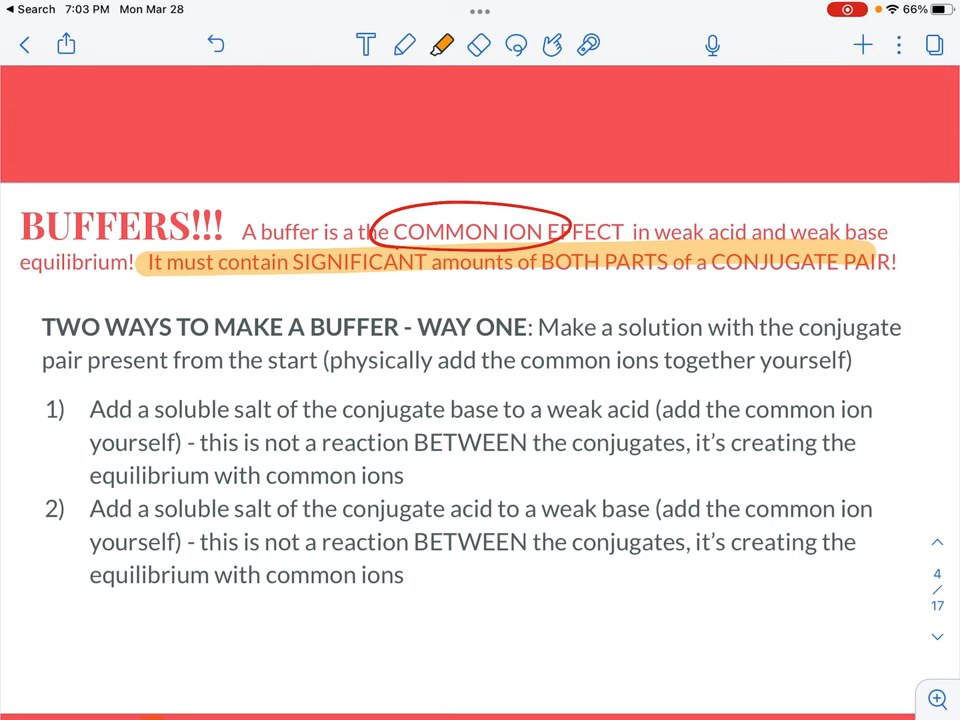 Search 7:03 PM Mon Mar 28 66%
BUFFERS!!! A buffer is a the COMMON ION EFFECT in weak acid and weak base
equilibrium! It must contain SIGNIFICANT amounts of BOTH PARTS of a CONJUGATE PAIR!
TWO WAYS TO MAKE A BUFFER - WAY ONE: Make a solution with the conjugate
pair present from the start (physically add the common ions together yourself)
1) Add a soluble salt of the conjugate base to a weak acid (add the common ion
yourself) - this is not a reaction BETWEEN the conjugates, it's creating the
equilibrium with common ions
2) Add a soluble salt of the conjugate acid to a weak base (add the common ion
yourself) - this is not a reaction BETWEEN the conjugates, it's creating the
equilibrium with common ions
4
/
17